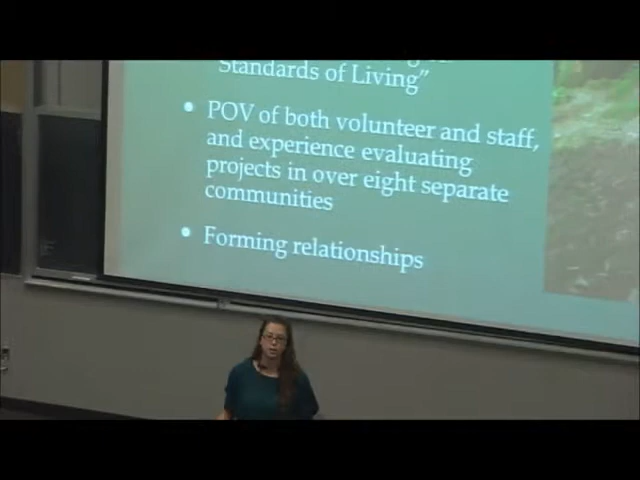 Standards of Living”
• POV of both volunteer and staff,
and experience evaluating
projects in over eight separate
communities
• Forming relationships